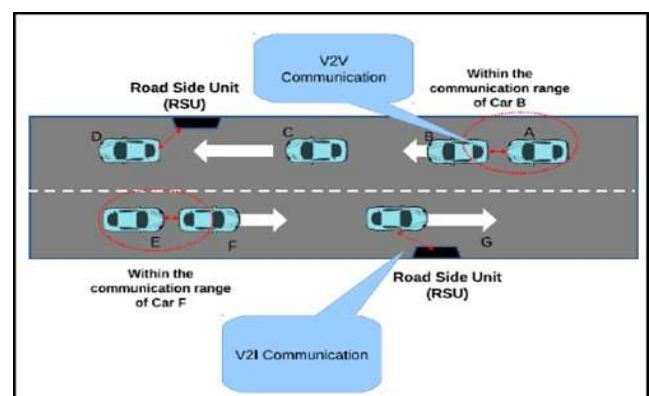 V2V
Communication
Within the
communication range
of Car B
Road Side Unit
(RSU)
D
C
B
A
E
F
G
Within the
communication range
of Car F
Road Side Unit
(RSU)
V2I Communication